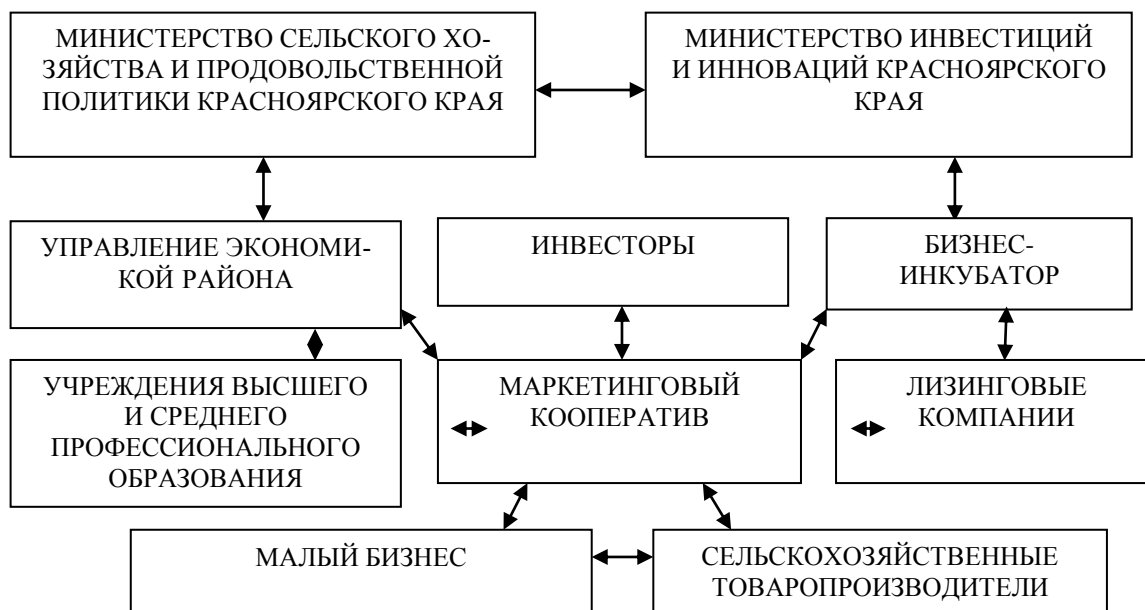 МИНИСТЕРСТВО СЕЛЬСКОГО ХО-
ЗЯЙСТВА И ПРОДОВОЛЬСТВЕННОЙ
ПОЛИТИКИ КРАСНОЯРСКОГО КРАЯ
МИНИСТЕРСТВО ИНВЕСТИЦИЙ
И ИННОВАЦИЙ КРАСНОЯРСКОГО
КРАЯ
УПРАВЛЕНИЕ ЭКОНОМИ-
КОЙ РАЙОНА
ИНВЕСТОРЫ
БИЗНЕС-
ИНКУБАТОР
УЧРЕЖДЕНИЯ ВЫСШЕГО
И СРЕДНЕГО
ПРОФЕССИОНАЛЬНОГО
ОБРАЗОВАНИЯ
МАРКЕТИНГОВЫЙ
КООПЕРАТИВ
ЛИЗИНГОВЫЕ
КОМПАНИИ
МАЛЫЙ БИЗНЕС
СЕЛЬСКОХОЗЯЙСТВЕННЫЕ
ТОВАРОПРОИЗВОДИТЕЛИ